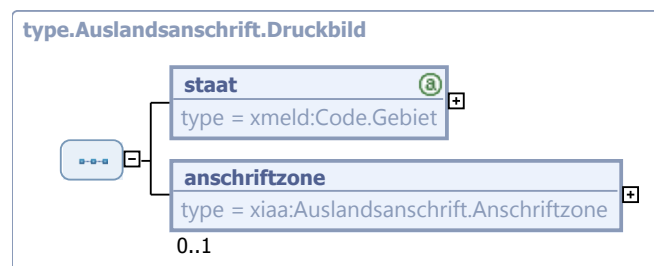 type.Auslandsanschrift.Druckbild
staat
type = xmeld:Code.Gebiet
anschriftzone
type = xiaa:Auslandsanschrift.Anschriftzone
0..1